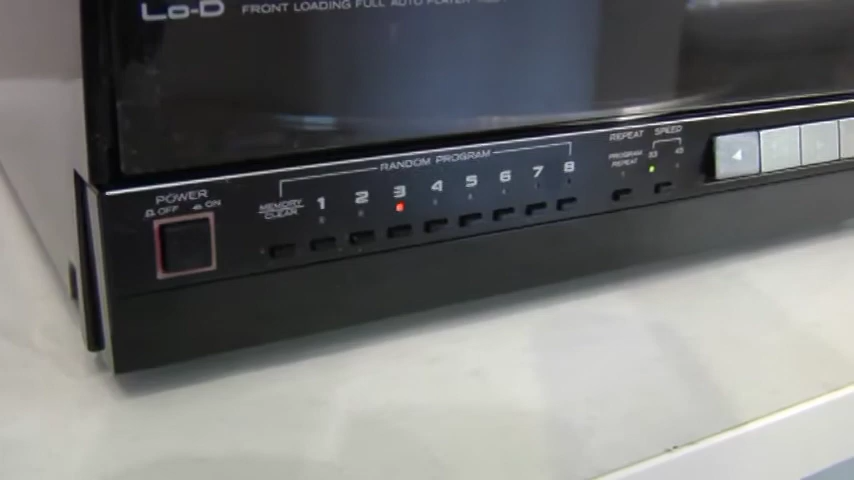 Lo-D FRONT LOADING FULL AUTO PLAYER
RANDOM PROGRAM
REPEAT SPEED
POWER
OFF ON
MEMORY
CLEAR
1 2 3 4 5 6 7 8
PROGRAM
REPEAT
33 45